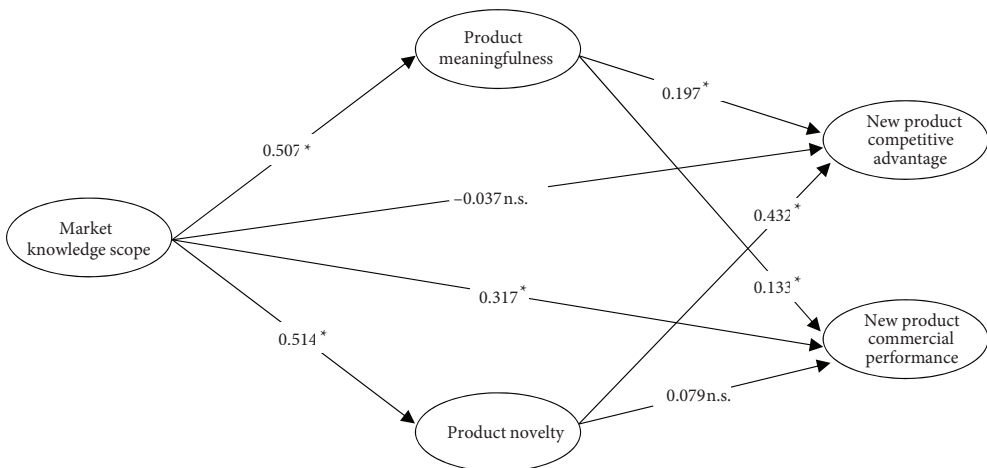 Product
meaningfulness
0.197*
New product
competitive
advantage
0.507*
–0.037 n.s.
Market
knowledge scope
0.432*
0.133*
0.317*
New product
commercial
performance
0.514*
0.079 n.s.
Product novelty